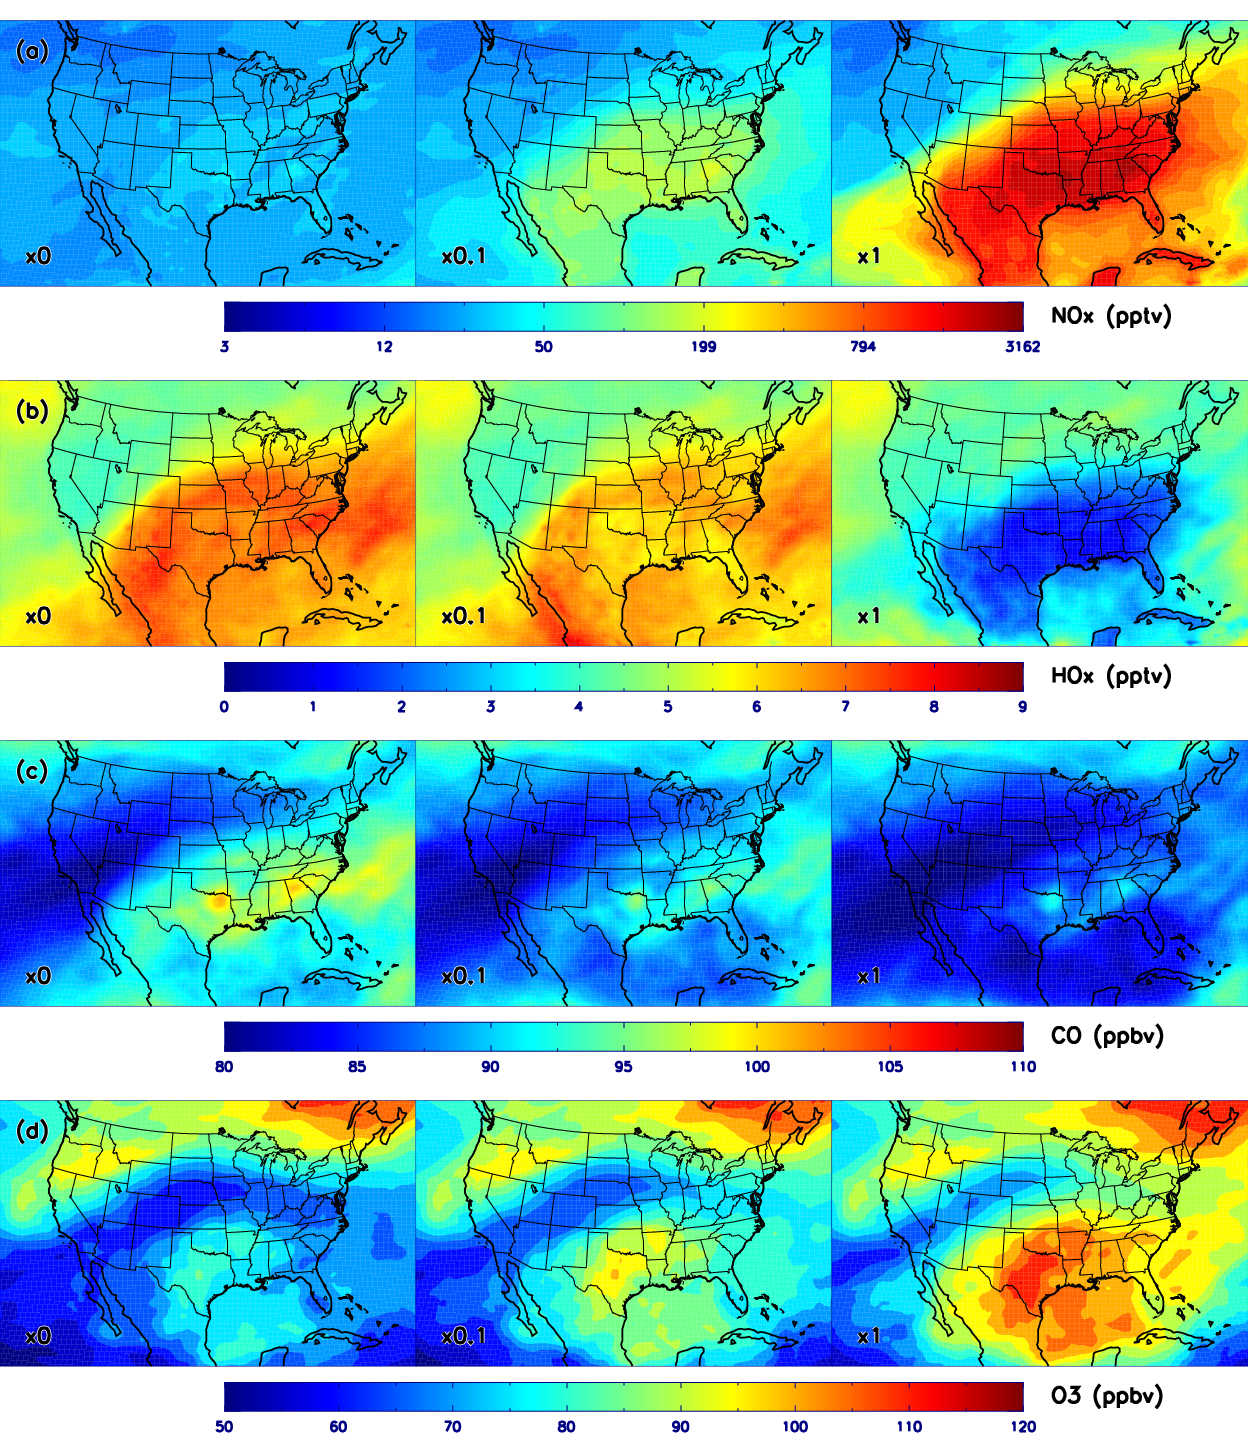 (a)
x0
x0.1
x1
3 12 50 199 794 3162
NOx (pptv)
(b)
x0
x0.1
x1
0 1 2 3 4 5 6 7 8 9
HOx (pptv)
(c)
x0
x0.1
x1
80 85 90 95 100 105 110
CO (ppbv)
(d)
x0
x0.1
x1
50 60 70 80 90 100 110 120
O3 (ppbv)